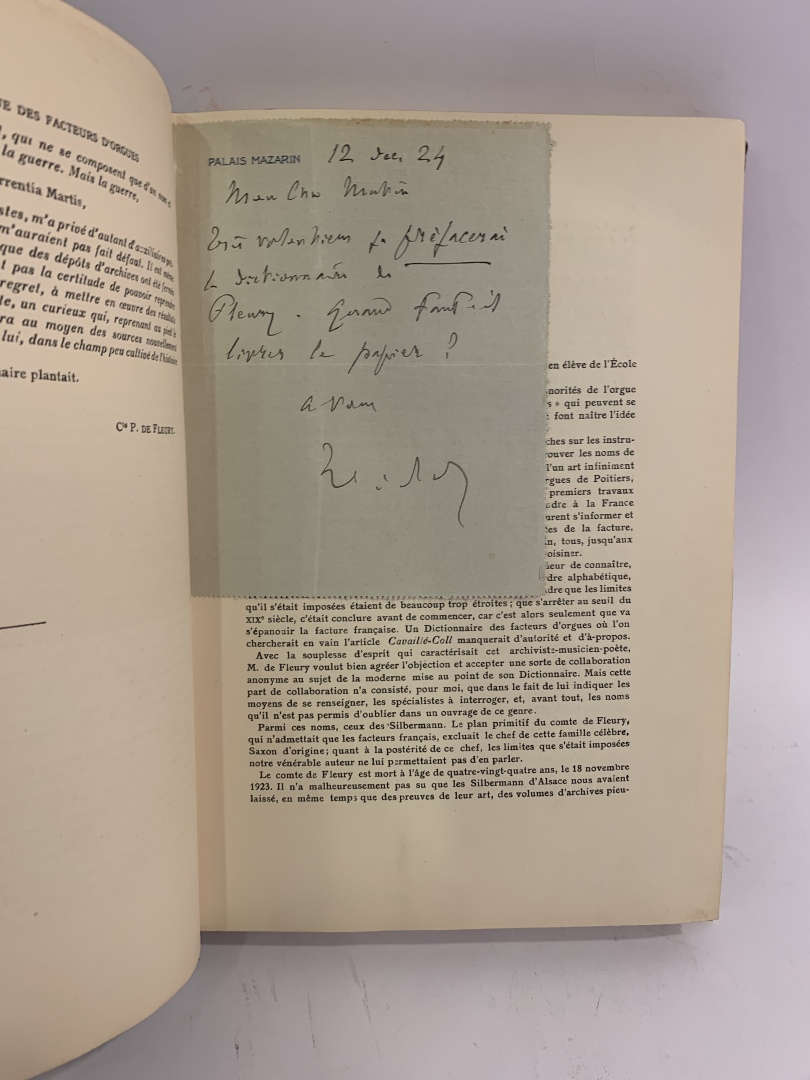 E DES FACTEURS D'ORGUES
, qui ne se composent que d'un nom e
la guerre. Mais la guerre,
rrentia Martis,
stes, m'a privé d'autant d'auxiliaires
m'auraient pas fait défaut. Il est même
que des dépôts d'archives ont été fermés
t pas la certitude de pouvoir reprendre
regret, à mettre en œuvre des résultats
le, un curieux qui, reprenant au pied le
ra au moyen des sources nouvellement
lui, dans le champ peu cultivé de l'histoire
aire plantait.
Cte P. DE FLEURY.
PALAIS MAZARIN 12 Dec 24
Mon Cher
Très volontiers je préfacerai
le dictionnaire de
Fleury. Quand faut-il
livrer le papier ?
a vous
en élève de l'École
norités de l'orgue
s » qui peuvent se
font naître l'idée
ches sur les instru-
ouver les noms de
l'un art infiniment
rgues de Poitiers,
premiers travaux
dre à la France
urent s'informer et
tes de la facture,
in, tous, jusqu'aux
oisiner.
ieur de connaître,
rdre alphabétique,
dre que les limites
qu'il s'était imposées étaient de beaucoup trop étroites ; que s'arrêter au seuil du
XIXe siècle, c'était conclure avant de commencer, car c'est alors seulement que va
s'épanouir la facture française. Un Dictionnaire des facteurs d'orgues où l'on
chercherait en vain l'article Cavaillé-Coll manquerait d'autorité et d'à-propos.
Avec la souplesse d'esprit qui caractérisait cet archiviste-musicien-poète,
M. de Fleury voulut bien agréer l'objection et accepter une sorte de collaboration
anonyme au sujet de la moderne mise au point de son Dictionnaire. Mais cette
part de collaboration n'a consisté, pour moi, que dans le fait de lui indiquer les
moyens de se renseigner, les spécialistes à interroger, et, avant tout, les noms
qu'il n'est pas permis d'oublier dans un ouvrage de ce genre.
Parmi ces noms, ceux des Silbermann. Le plan primitif du comte de Fleury,
qui n'admettait que les facteurs français, excluait le chef de cette famille célèbre,
Saxon d'origine ; quant à la postérité de ce chef, les limites que s'était imposées
notre vénérable auteur ne lui permettaient pas d'en parler.
Le comte de Fleury est mort à l'âge de quatre-vingt-quatre ans, le 18 novembre
1923. Il n'a malheureusement pas su que les Silbermann d'Alsace nous avaient
laissé, en même temps que des preuves de leur art, des volumes d'archives pieu-